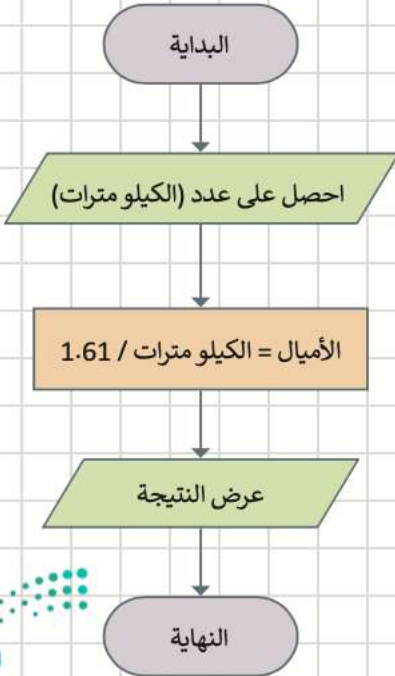 البداية
احصل على عدد (الكيلو مترات)
الأميال = الكيلو مترات / 1.61
عرض النتيجة
النهاية